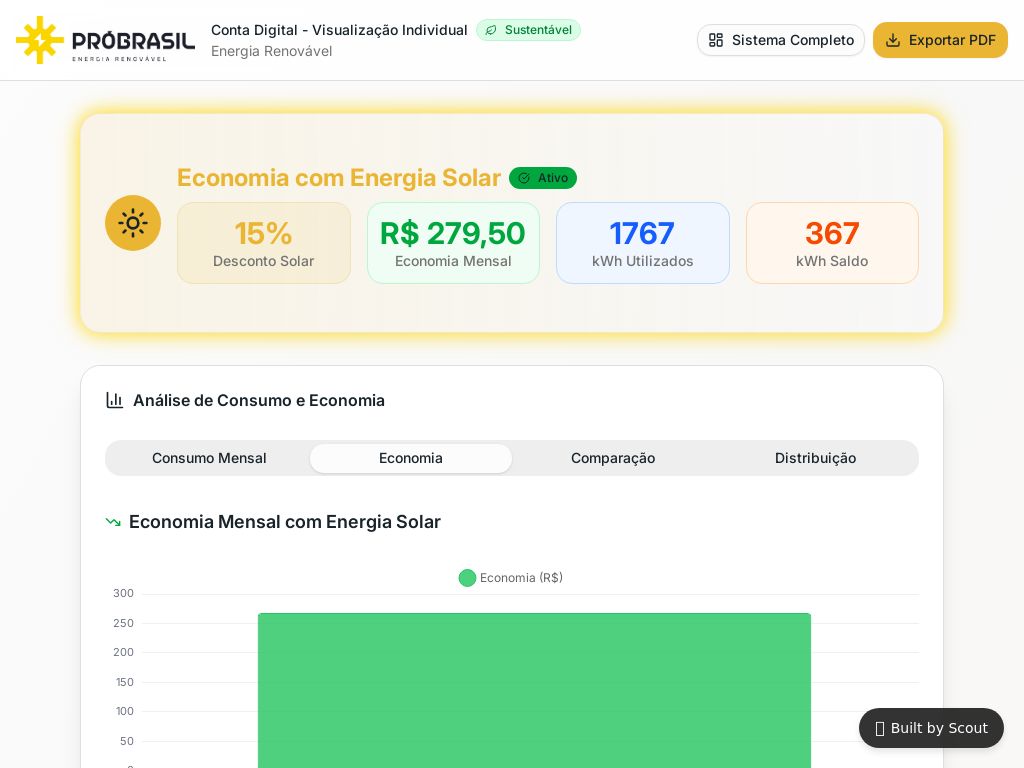 PRÓBRASIL
ENERGIA RENOVÁVEL
Conta Digital - Visualização Individual
Sustentável
Energia Renovável
Sistema Completo
Exportar PDF
Economia com Energia Solar
Ativo
15%
Desconto Solar
R$ 279,50
Economia Mensal
1767
kWh Utilizados
367
kWh Saldo
Análise de Consumo e Economia
Consumo Mensal
Economia
Comparação
Distribuição
Economia Mensal com Energia Solar
Economia (R$)
300
250
200
150
100
50
0
Built by Scout